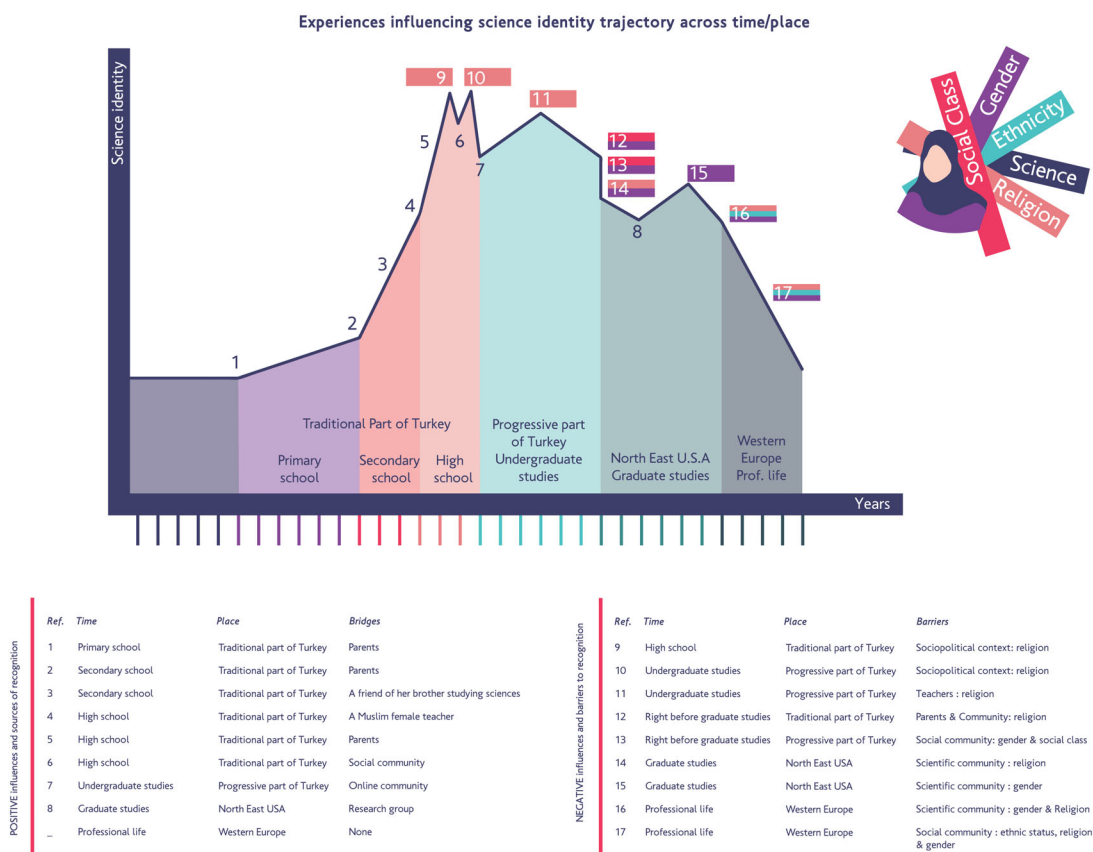 Experiences influencing science identity trajectory across time/place
Science identity
9
10
11
5
6
7
12
13
14
15
4
16
8
3
17
2
1
Social Class
Gender
Ethnicity
Science
Religion
Traditional Part of Turkey
Primary
school
Secondary
school
High
school
Progressive part
of Turkey
Undergraduate
studies
North East U.S.A
Graduate studies
Western
Europe
Prof. life
Years
POSITIVE influences and sources of recognition
Ref. Time Place Bridges
1 Primary school Traditional part of Turkey Parents
2 Secondary school Traditional part of Turkey Parents
3 Secondary school Traditional part of Turkey A friend of her brother studying sciences
4 High school Traditional part of Turkey A Muslim female teacher
5 High school Traditional part of Turkey Parents
6 High school Traditional part of Turkey Social community
7 Undergraduate studies Progressive part of Turkey Online community
8 Graduate studies North East USA Research group
_ Professional life Western Europe None
NEGATIVE influences and barriers to recognition
Ref. Time Place Barriers
9 High school Traditional part of Turkey Sociopolitical context: religion
10 Undergraduate studies Progressive part of Turkey Sociopolitical context: religion
11 Undergraduate studies Progressive part of Turkey Teachers : religion
12 Right before graduate studies Traditional part of Turkey Parents & Community: religion
13 Right before graduate studies Progressive part of Turkey Social community: gender & social class
14 Graduate studies North East USA Scientific community : religion
15 Graduate studies North East USA Scientific community : gender
16 Professional life Western Europe Scientific community : gender & Religion
17 Professional life Western Europe Social community : ethnic status, religion
& gender